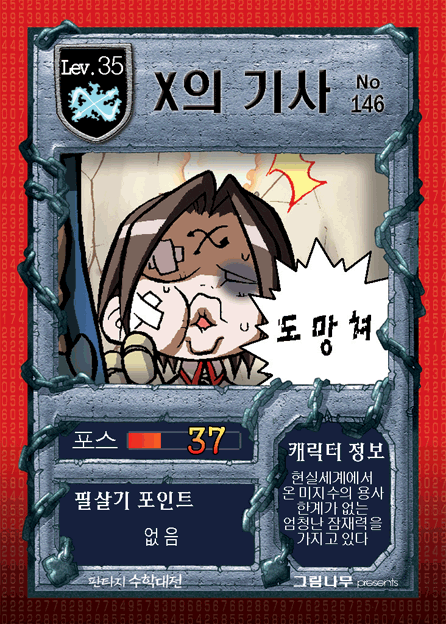 Lev. 35
X의 기사
No
146
도망쳐
포스 37
필살기 포인트
없음
캐릭터 정보
현실세계에서
온 미지수의 용사
한계가 없는
엄청난 잠재력을
가지고 있다
판타지 수학대전
그림나무 presents